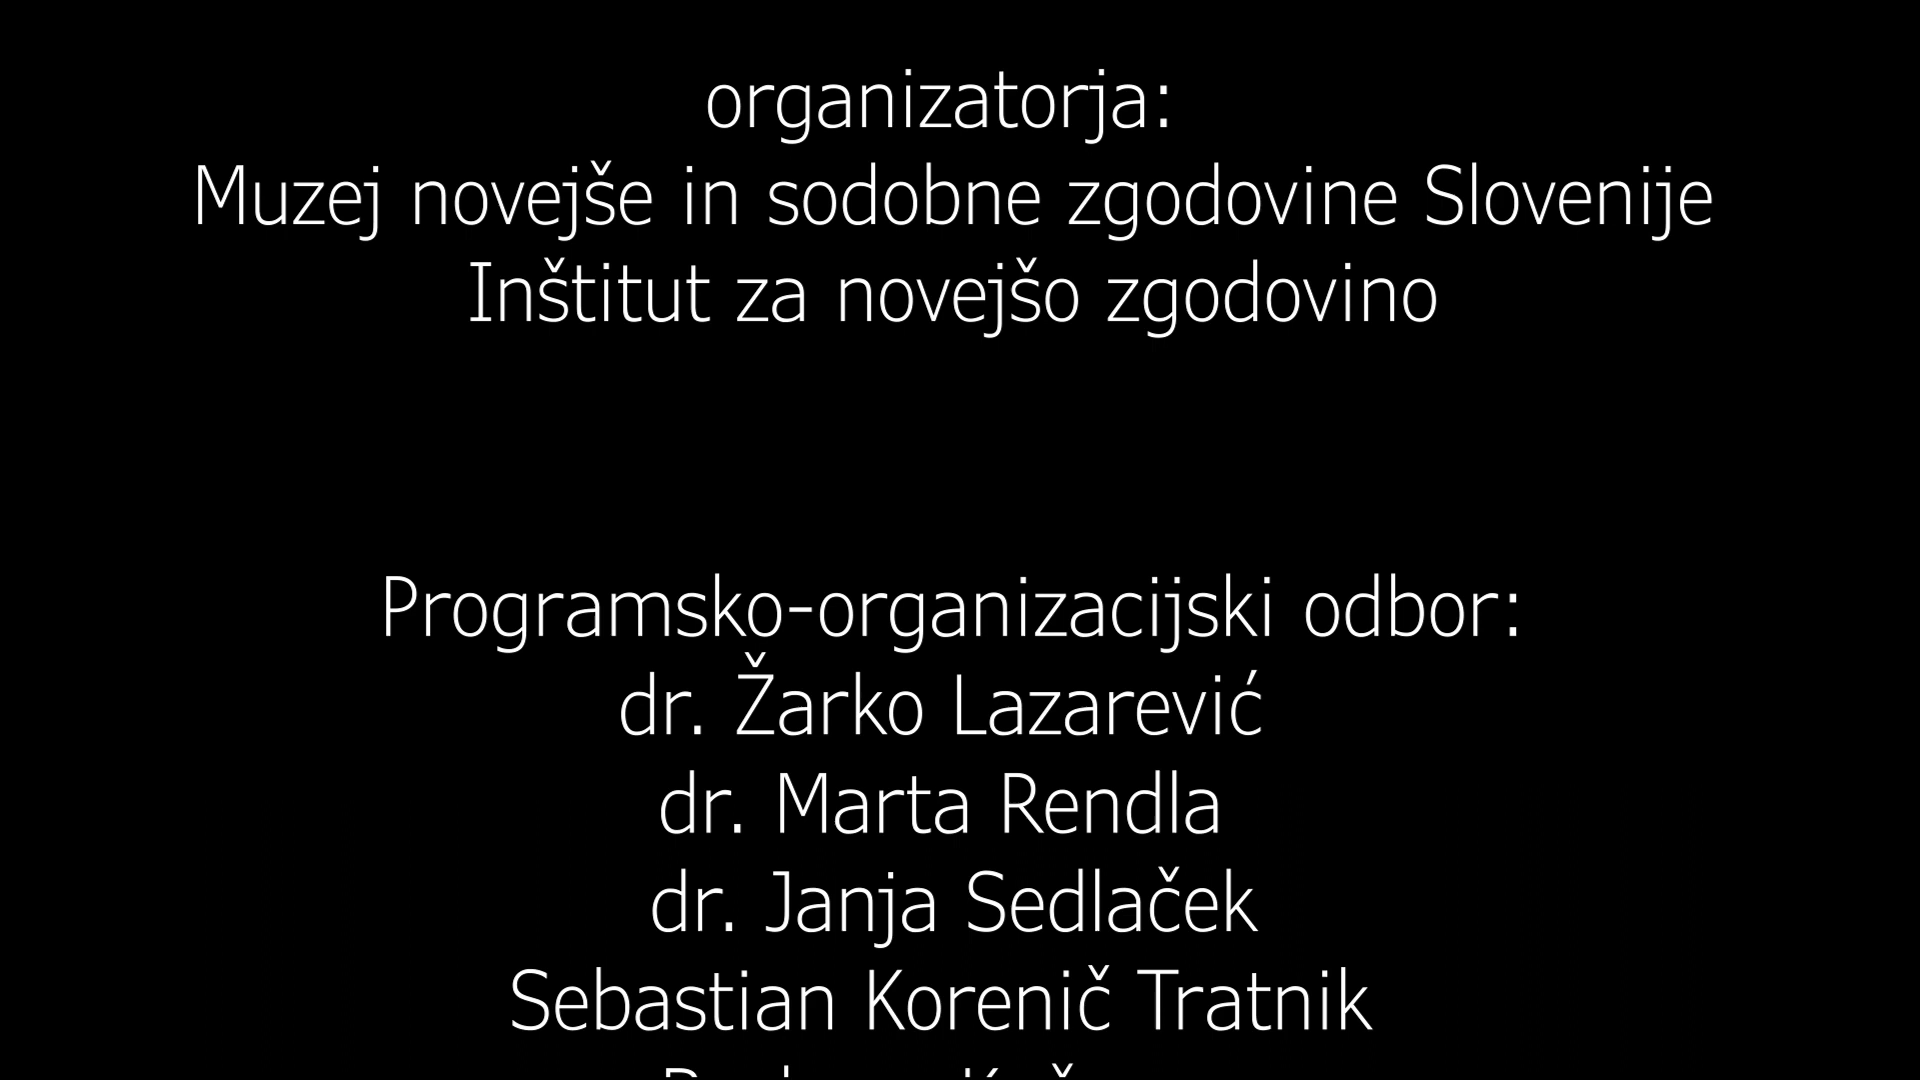 organizatorja:
Muzej novejše in sodobne zgodovine Slovenije
Inštitut za novejšo zgodovino
Programsko-organizacijski odbor:
dr. Žarko Lazarević
dr. Marta Rendla
dr. Janja Sedlaček
Sebastian Korenič Tratnik